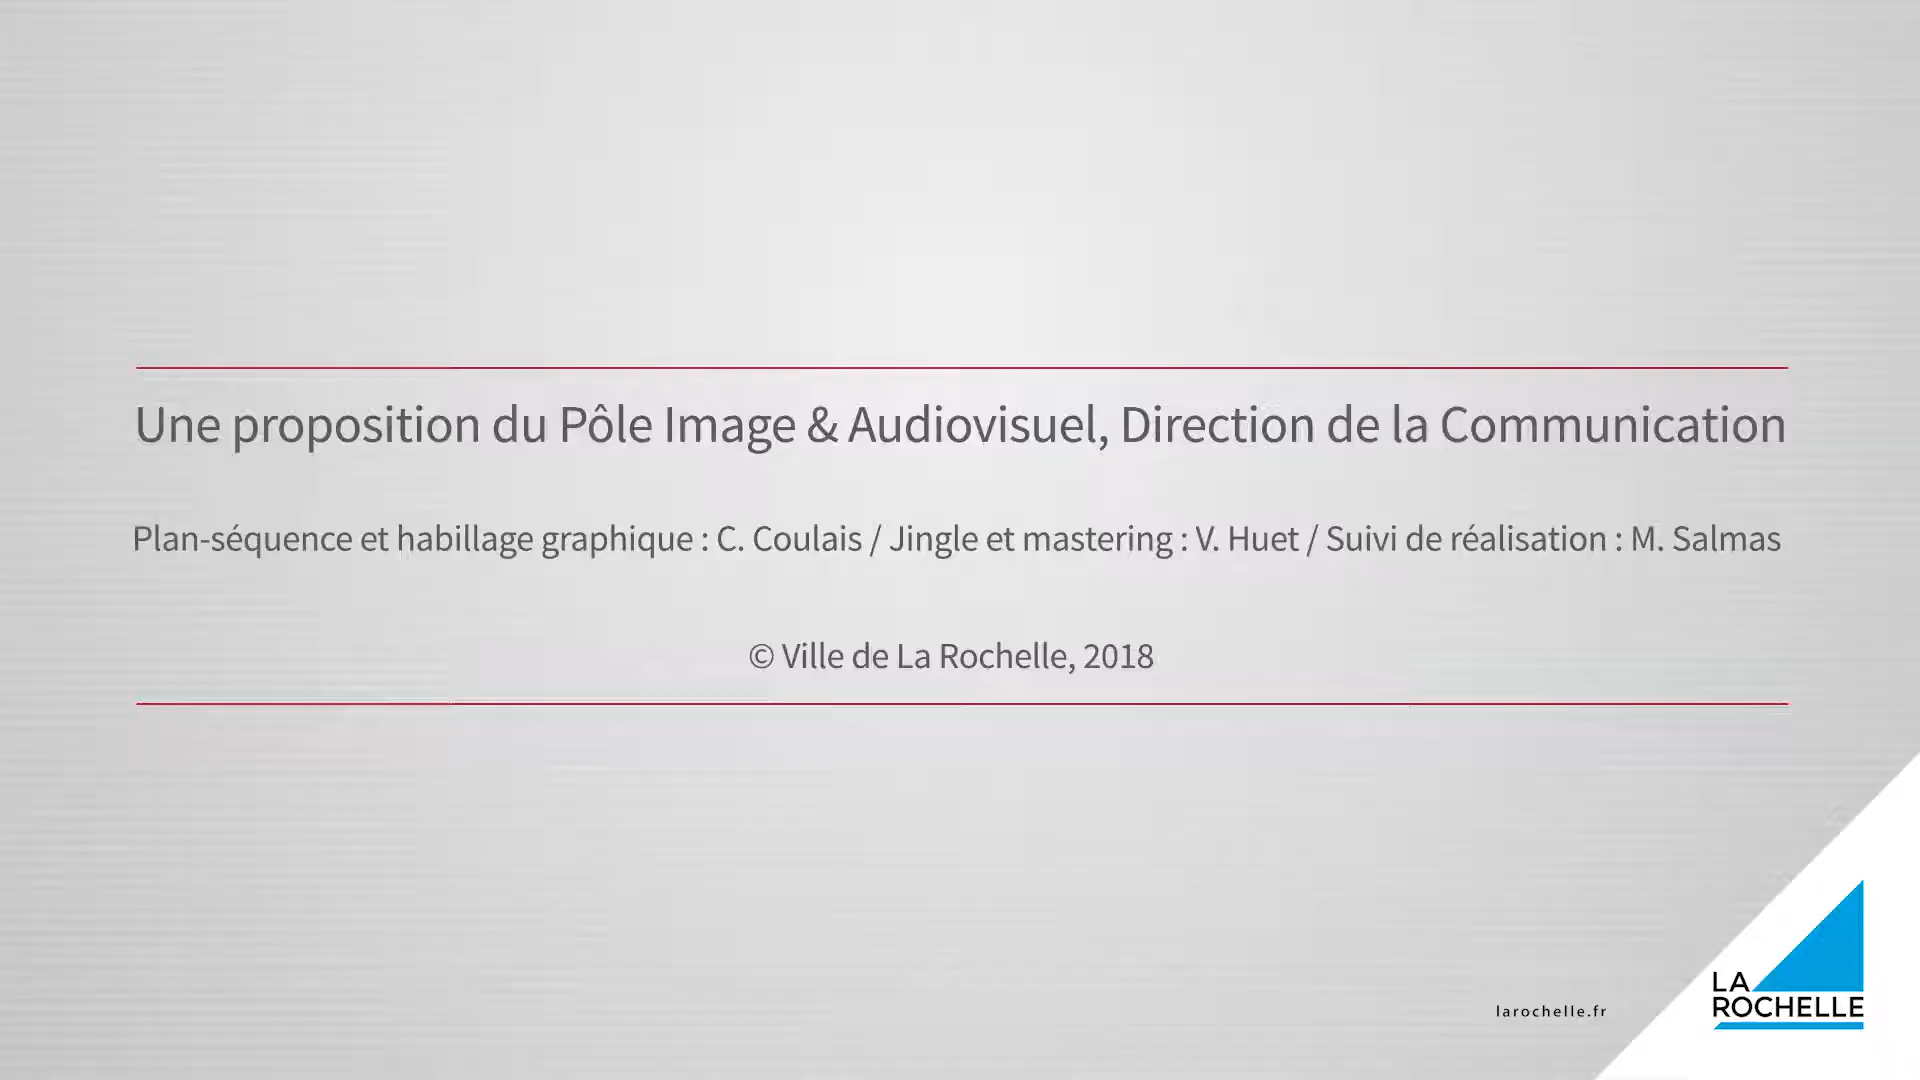 Une proposition du Pôle Image & Audiovisuel, Direction de la Communication
Plan-séquence et habillage graphique : C. Coulais / Jingle et mastering : V. Huet / Suivi de réalisation : M. Salmas
© Ville de La Rochelle, 2018
larochelle.fr
LA
ROCHELLE